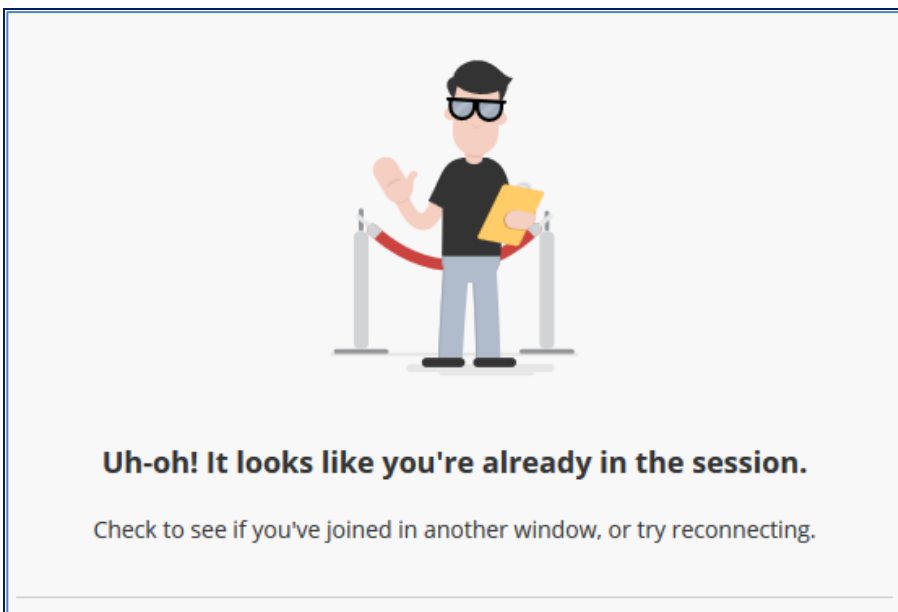 Uh-oh! It looks like you're already in the session.
Check to see if you've joined in another window, or try reconnecting.